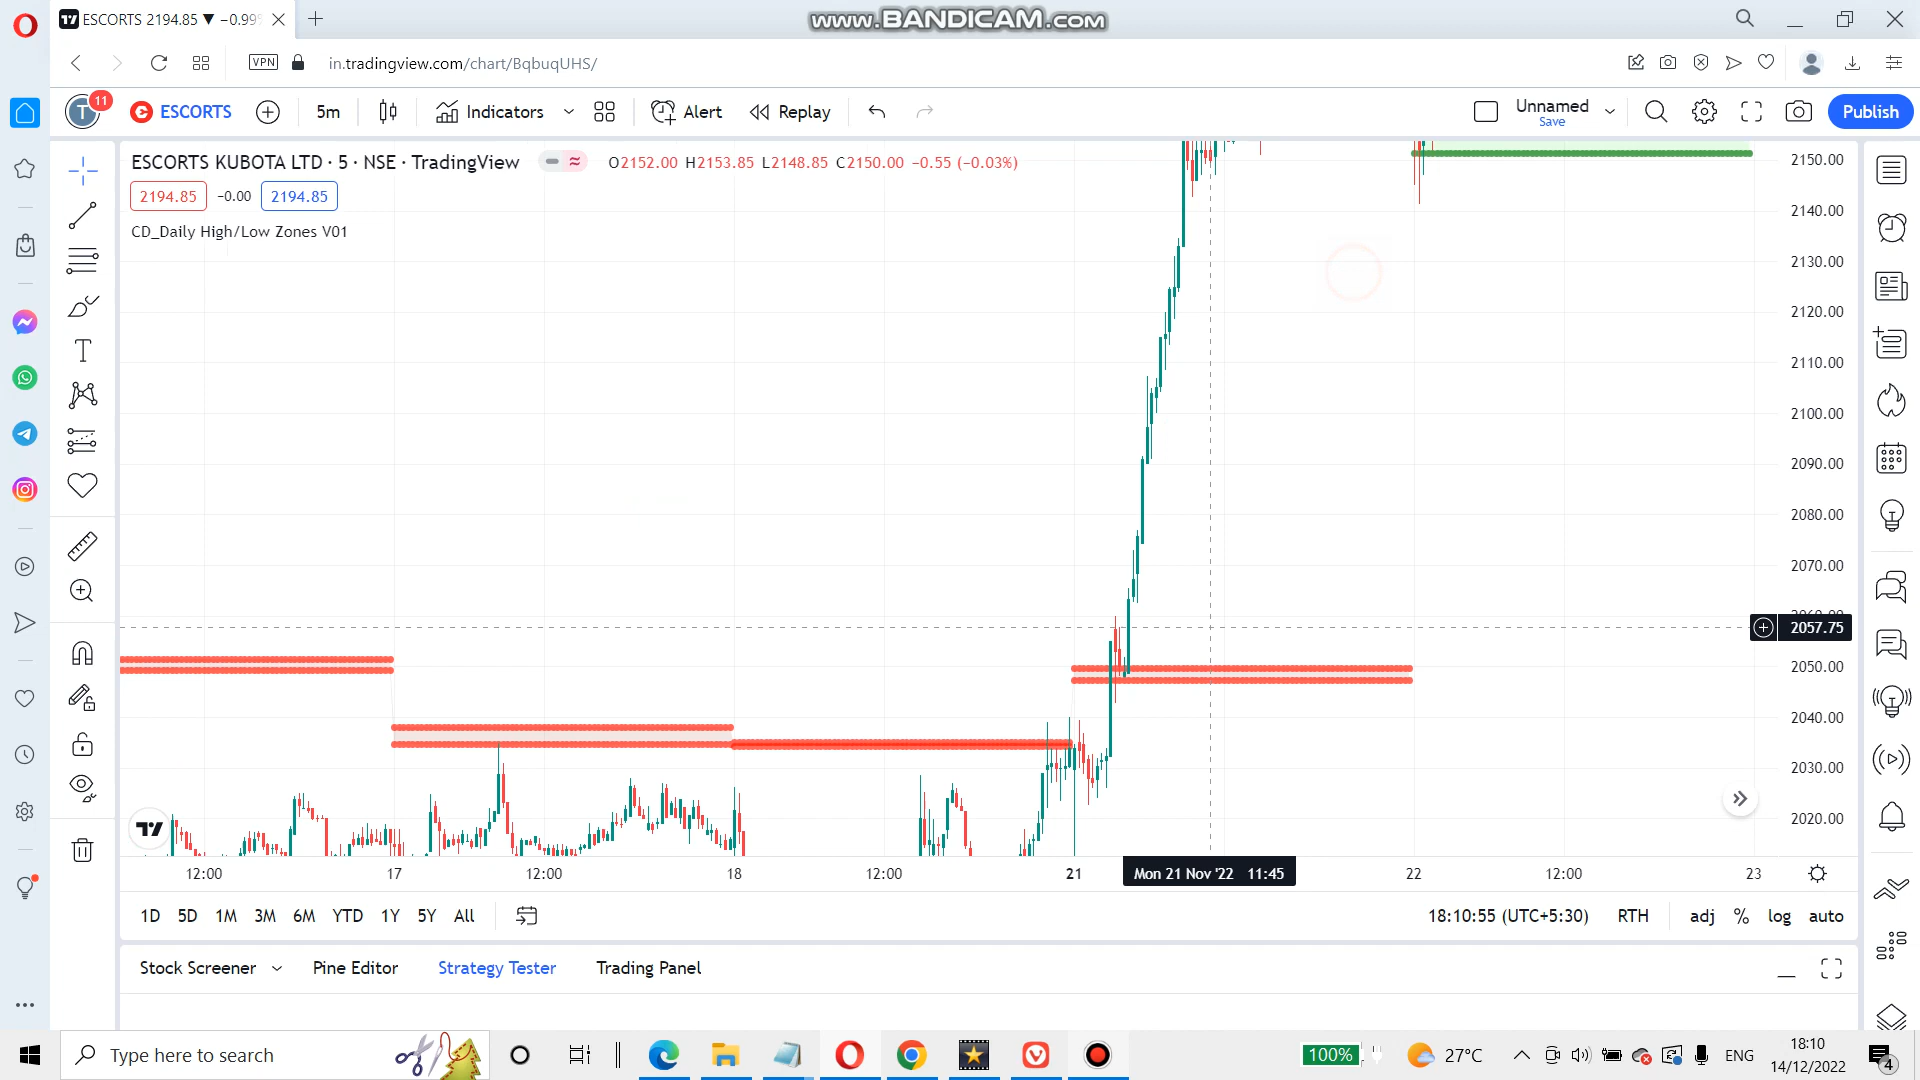 ESCORTS 2194.85 ▼ −0.99%
www.BANDICAM.com
VPN
in.tradingview.com/chart/BqbuqUHS/
T
11
ESCORTS
5m
Indicators
Alert
Replay
Unnamed
Save
Publish
ESCORTS KUBOTA LTD · 5 · NSE · TradingView
O2152.00 H2153.85 L2148.85 C2150.00 −0.55 (−0.03%)
2194.85
−0.00
2194.85
CD_Daily High/Low Zones V01
2150.00
2140.00
2130.00
2120.00
2110.00
2100.00
2090.00
2080.00
2070.00
2057.75
2050.00
2040.00
2030.00
2020.00
12:00
17
12:00
18
12:00
21
Mon 21 Nov '22 11:45
22
12:00
23
1D 5D 1M 3M 6M YTD 1Y 5Y All
18:10:55 (UTC+5:30)
RTH
adj % log auto
Stock Screener
Pine Editor
Strategy Tester
Trading Panel
Type here to search
100%
27°C
ENG
18:10
14/12/2022
4